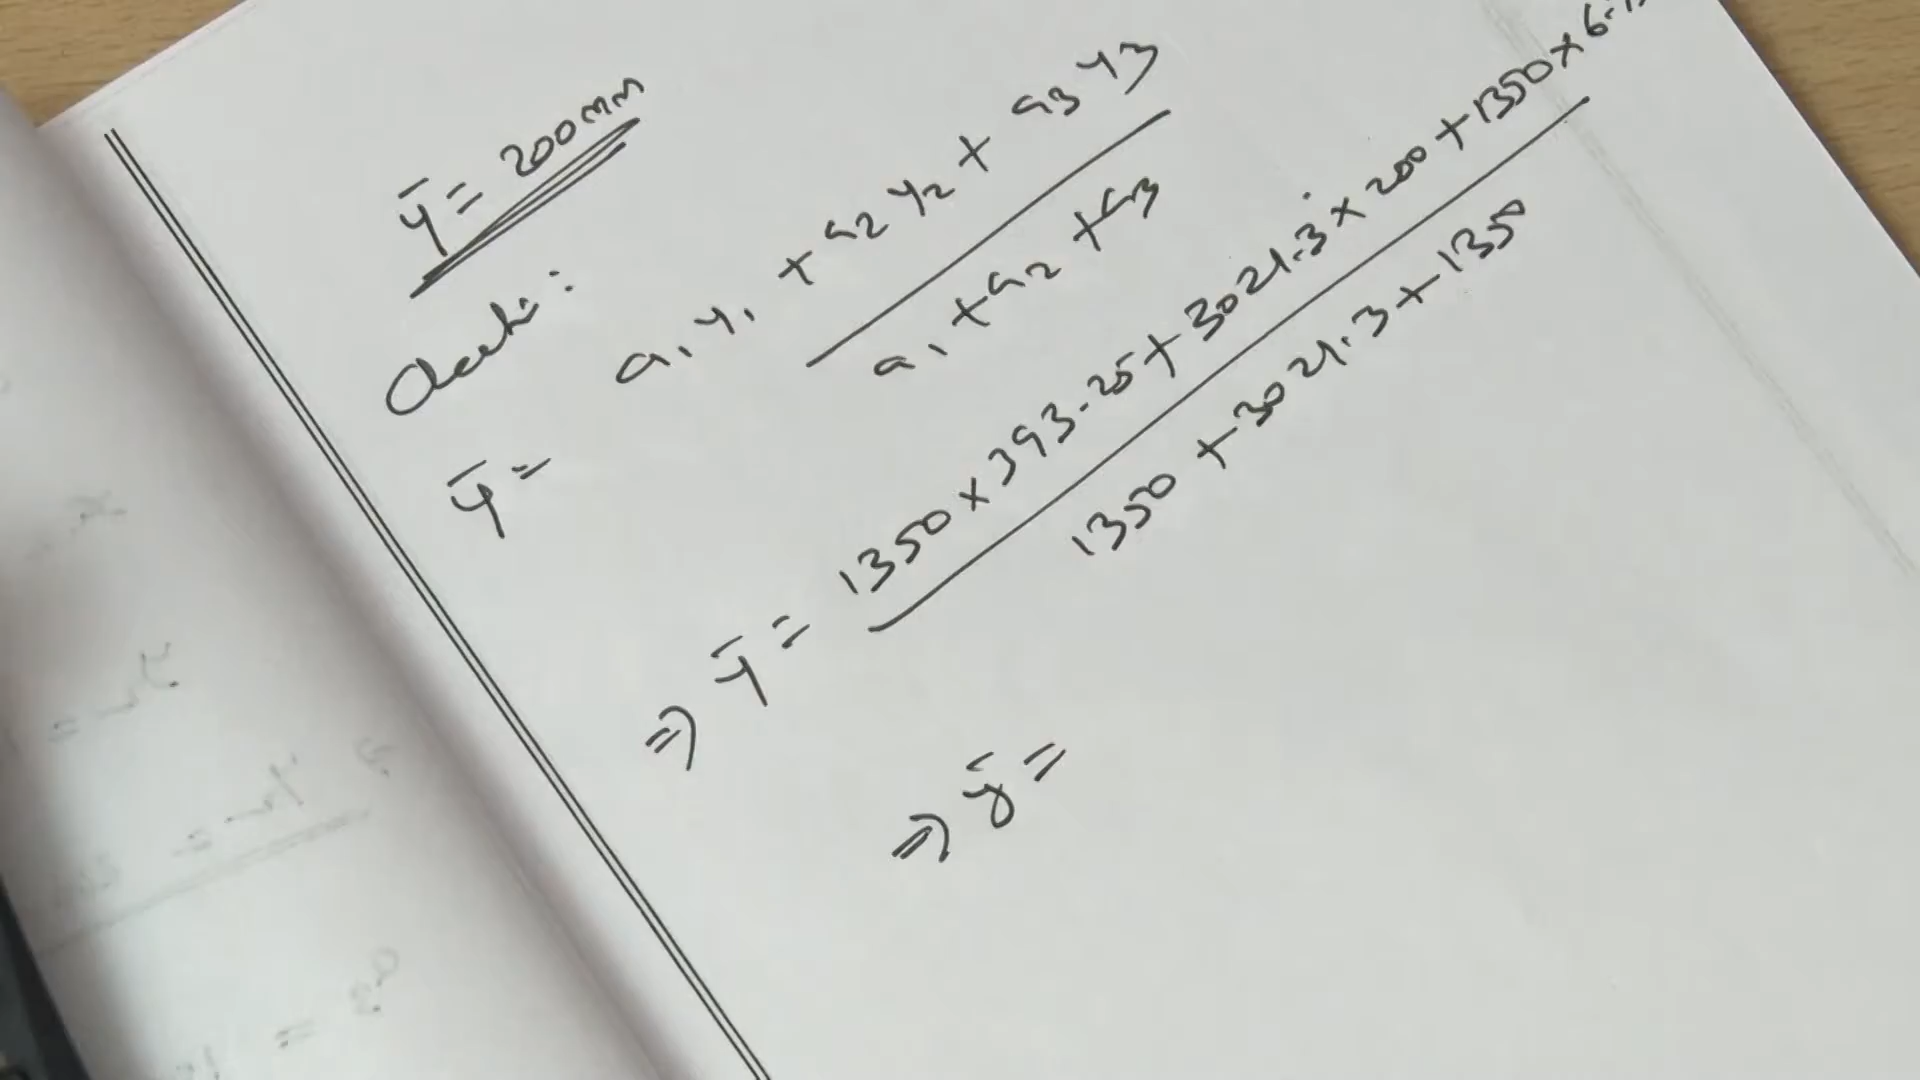 ȳ = 200mm
Check:
ȳ = a₁y₁ + a₂y₂ + a₃y₃
a₁ + a₂ + a₃
⇒ ȳ = 1350 × 393.25 + 3021.3 × 200 + 1350 × 6.
1350 + 3021.3 + 1350
⇒ ȳ =